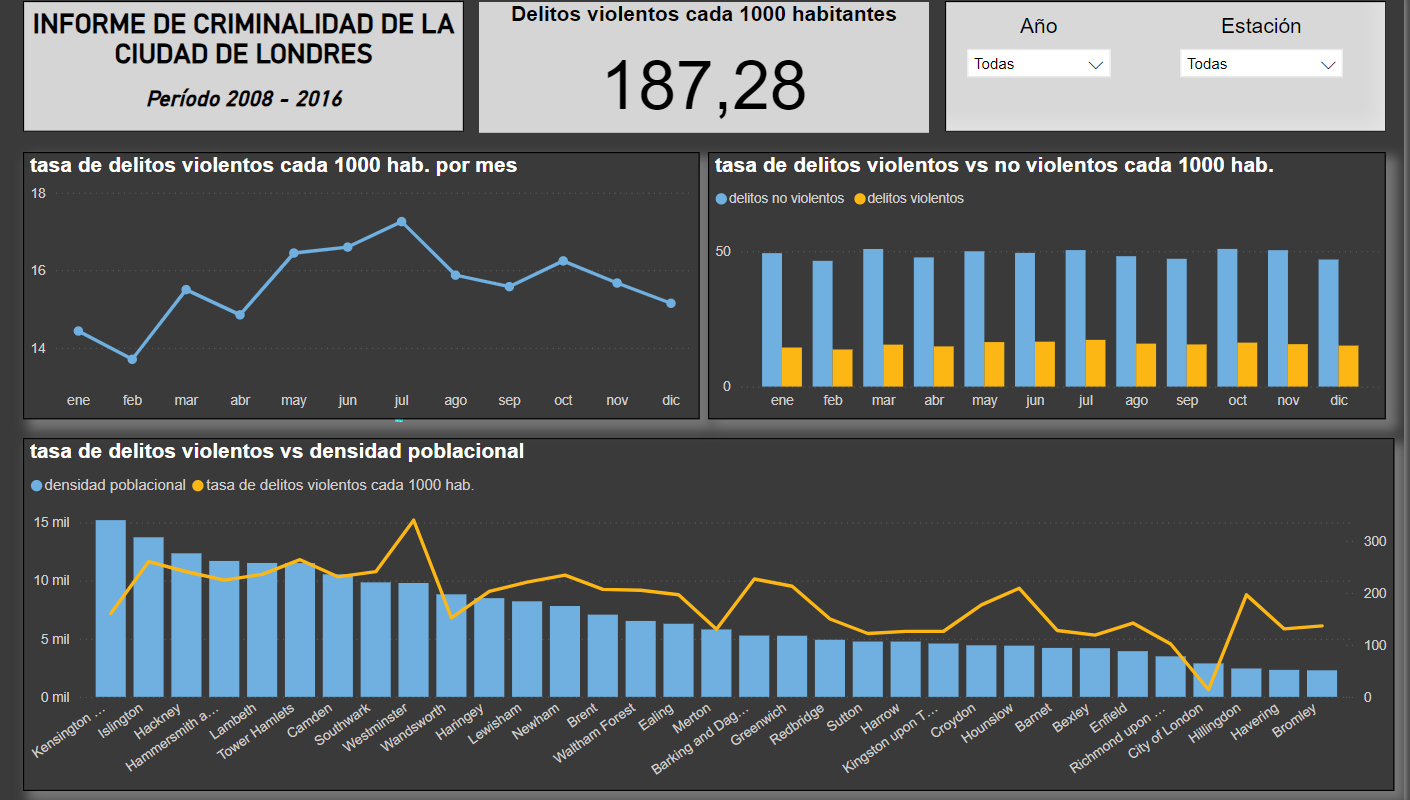 INFORME DE CRIMINALIDAD DE LA
CIUDAD DE LONDRES
Período 2008 - 2016
Delitos violentos cada 1000 habitantes
187,28
Año
Estación
Todas
Todas
tasa de delitos violentos cada 1000 hab. por mes
18
16
14
ene feb mar abr may jun jul ago sep oct nov dic
tasa de delitos violentos vs no violentos cada 1000 hab.
delitos no violentos delitos violentos
50
0
ene feb mar abr may jun jul ago sep oct nov dic
tasa de delitos violentos vs densidad poblacional
densidad poblacional tasa de delitos violentos cada 1000 hab.
15 mil
10 mil
5 mil
0 mil
300
200
100
0
Kensington ...
Islington
Hackney
Hammersmith a...
Lambeth
Tower Hamlets
Camden
Southwark
Westminster
Wandsworth
Haringey
Lewisham
Newham
Brent
Waltham Forest
Ealing
Merton
Barking and Dag...
Greenwich
Redbridge
Sutton
Harrow
Kingston upon T...
Croydon
Hounslow
Barnet
Bexley
Enfield
Richmond upon ...
City of London
Hillingdon
Havering
Bromley